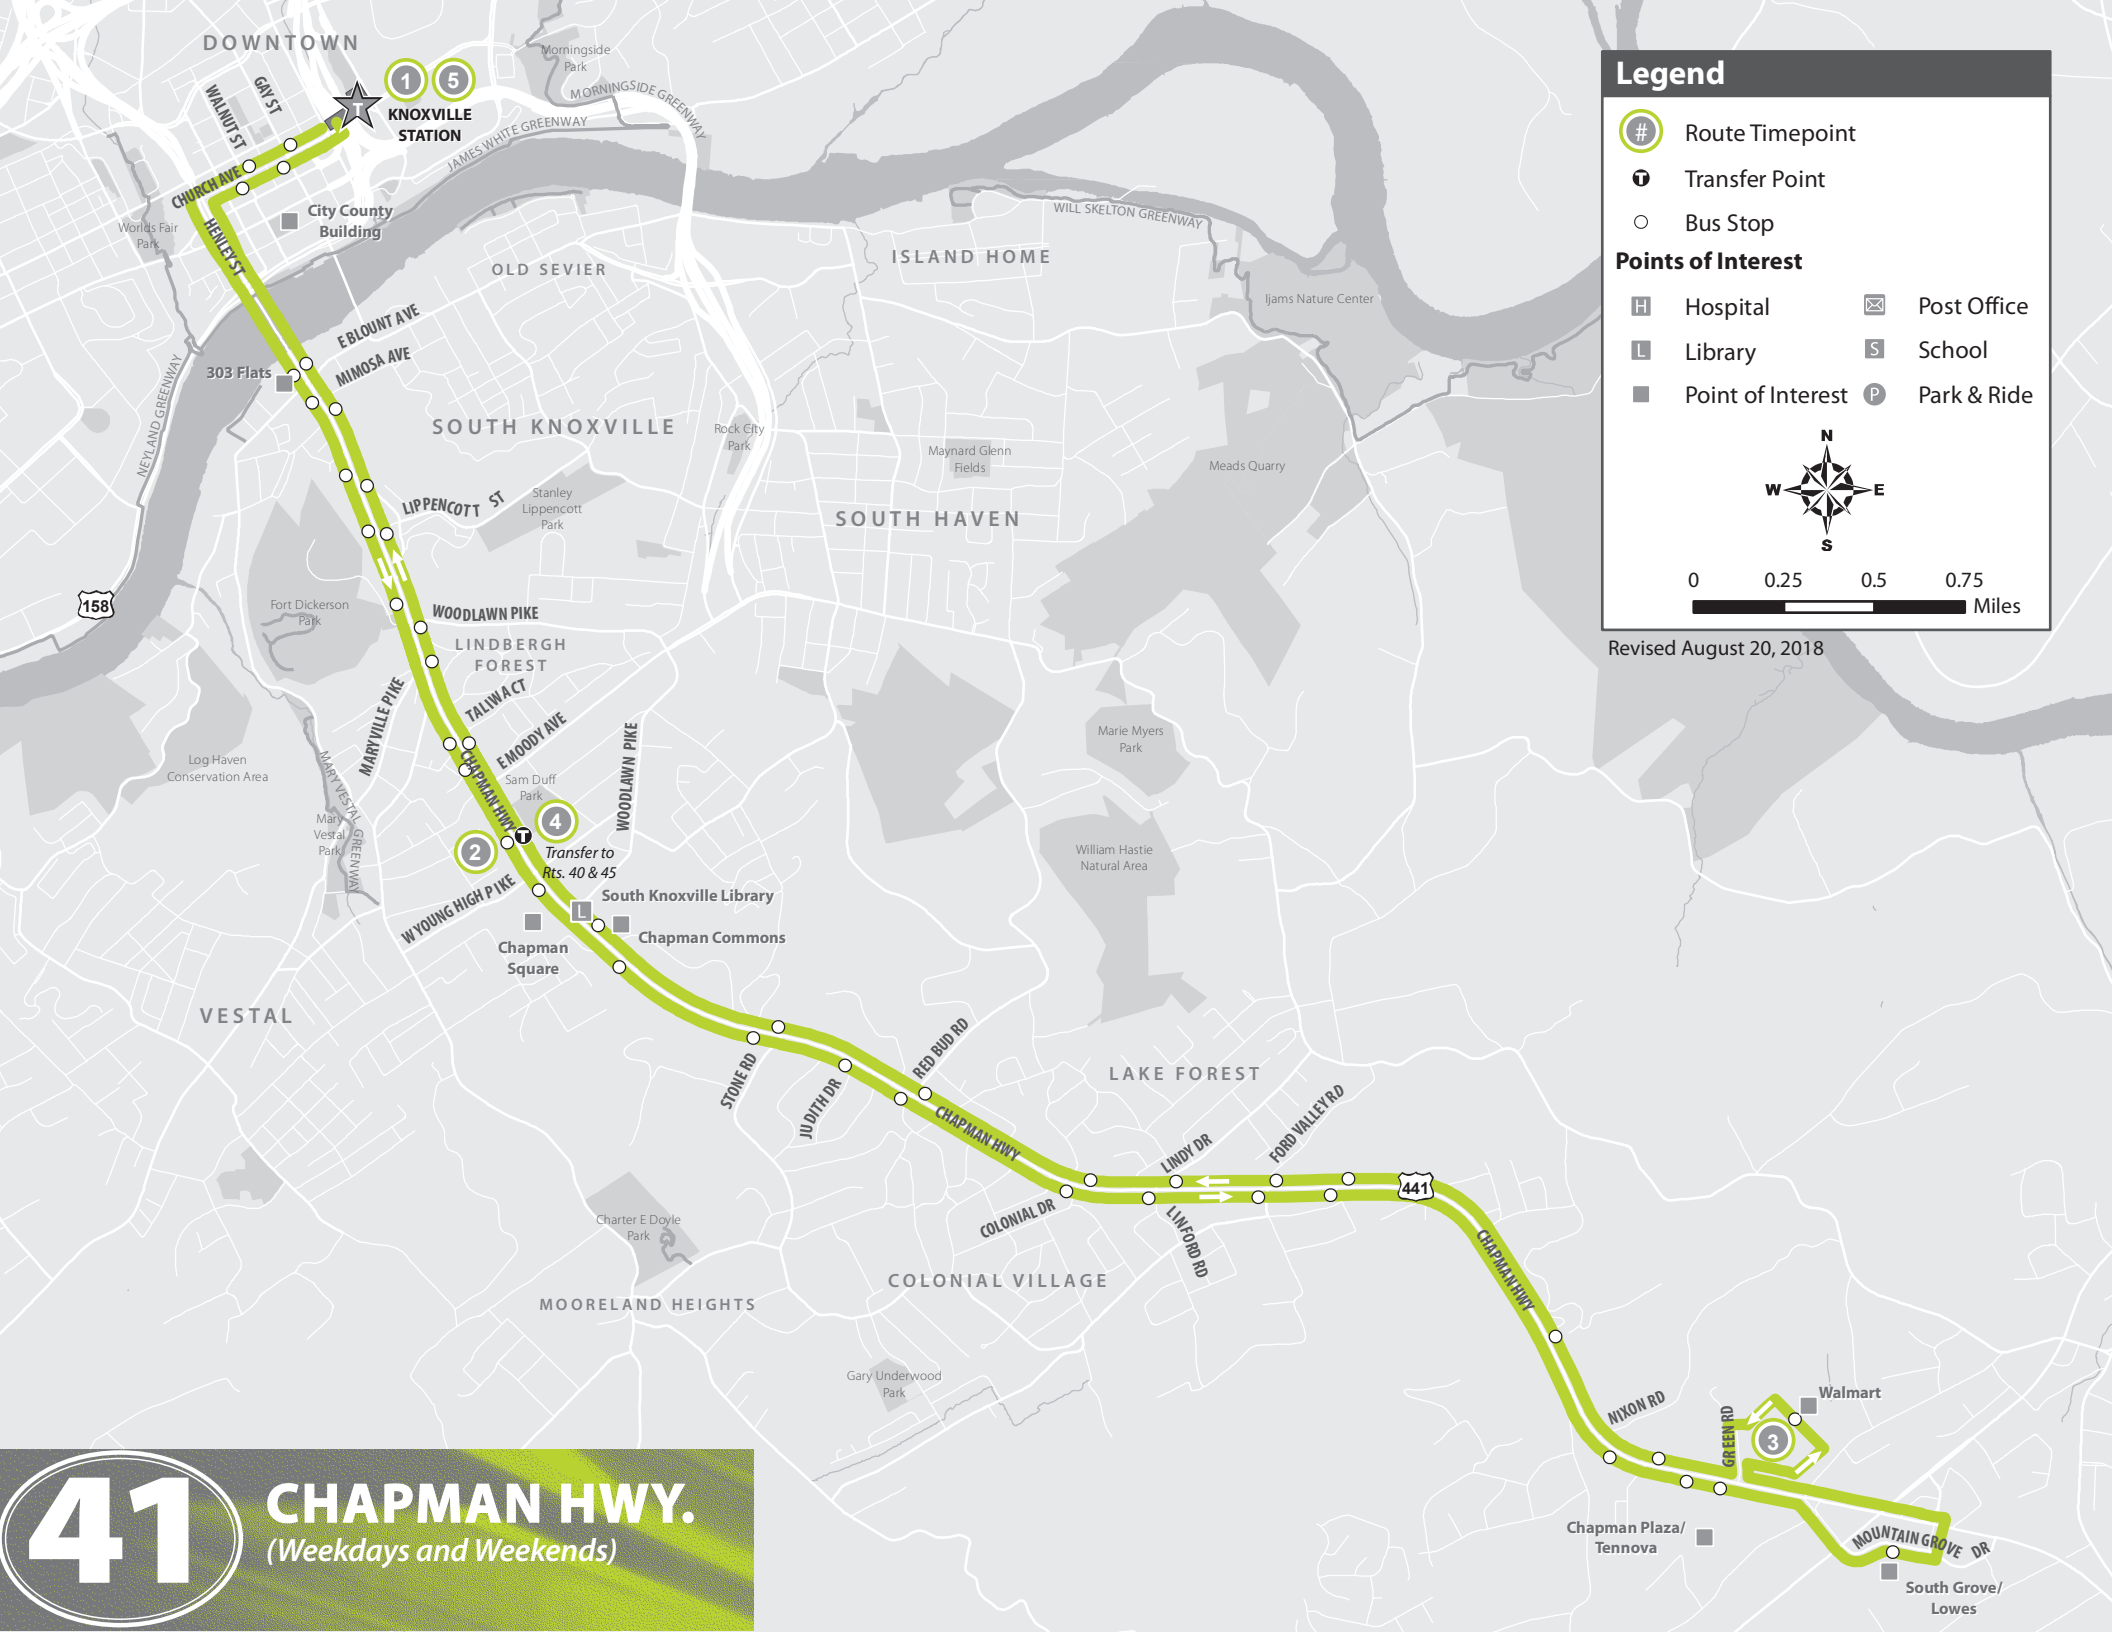 DOWNTOWN
WALNUT ST
GAY ST
T
1
5
KNOXVILLE
STATION
Morningside
Park
MORNINGSIDE GREENWAY
JAMES WHITE GREENWAY
CHURCH AVE
HENLEY ST
City County
Building
Worlds Fair
Park
OLD SEVIER
ISLAND HOME
WILL SKELTON GREENWAY
Ijams Nature Center
E BLOUNT AVE
MIMOSA AVE
303 Flats
NEYLAND GREENWAY
SOUTH KNOXVILLE
Rock City
Park
Maynard Glenn
Fields
Meads Quarry
LIPPENCOTT ST
Stanley
Lippencott
Park
SOUTH HAVEN
158
Fort Dickerson
Park
WOODLAWN PIKE
LINDBERGH
FOREST
TALIWA CT
MARYVILLE PIKE
E MOODY AVE
WOODLAWN PIKE
CHAPMAN HWY
Sam Duff
Park
Log Haven
Conservation Area
MARY VESTAL GREENWAY
Mary
Vestal
Park
Marie Myers
Park
William Hastie
Natural Area
2
T
4
Transfer to
Rts. 40 & 45
W YOUNG HIGH PIKE
L
South Knoxville Library
Chapman Commons
Chapman
Square
VESTAL
STONE RD
JUDITH DR
RED BUD RD
CHAPMAN HWY
LAKE FOREST
LINDY DR
FORD VALLEY RD
441
COLONIAL DR
LINFORD RD
CHAPMAN HWY
Charter E Doyle
Park
COLONIAL VILLAGE
MOORELAND HEIGHTS
Gary Underwood
Park
NIXON RD
GREEN RD
Walmart
3
MOUNTAIN GROVE DR
Chapman Plaza/
Tennova
South Grove/
Lowes
Legend
# Route Timepoint
T Transfer Point
Bus Stop
Points of Interest
H Hospital
Post Office
L Library
S School
Point of Interest
P Park & Ride
N
W E
S
0 0.25 0.5 0.75
Miles
Revised August 20, 2018
41
CHAPMAN HWY.
(Weekdays and Weekends)